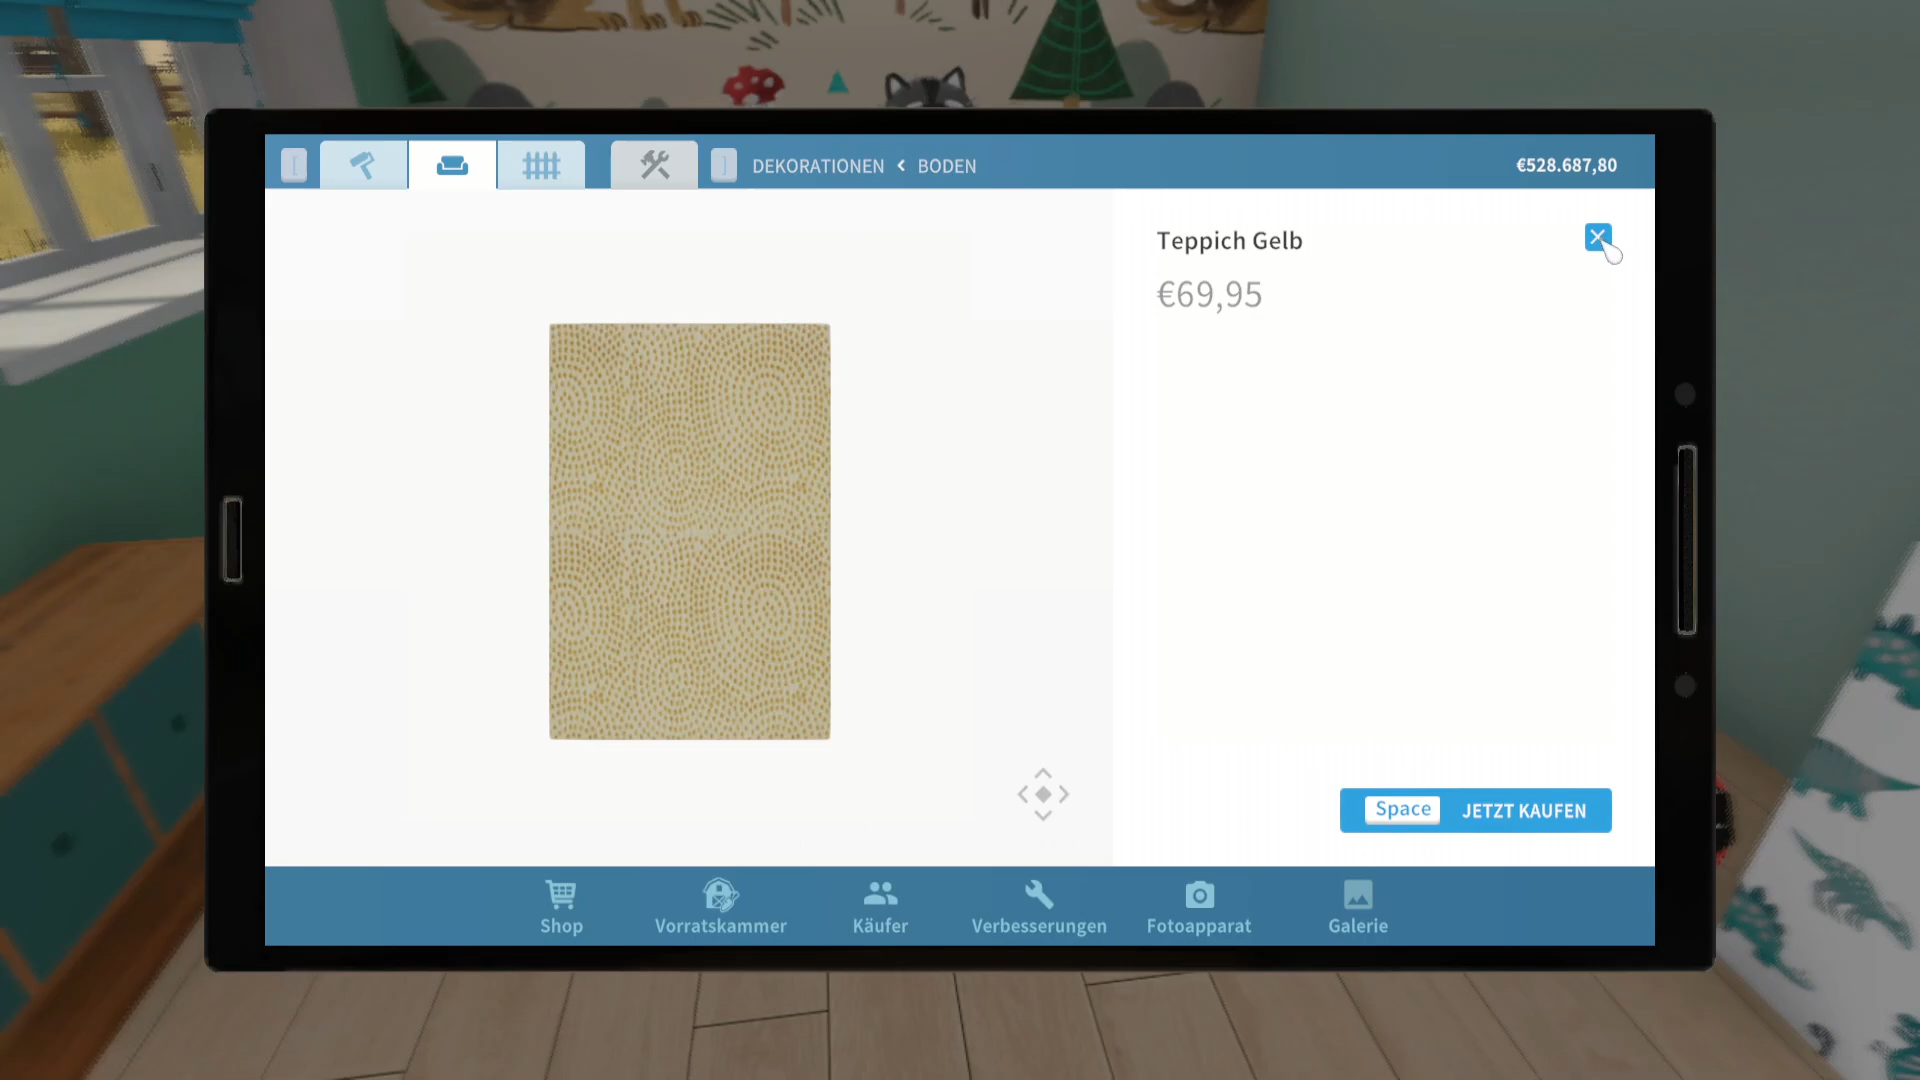 [
]
DEKORATIONEN < BODEN
€528.687,80
Teppich Gelb
€69,95
Space JETZT KAUFEN
Shop
Vorratskammer
Käufer
Verbesserungen
Fotoapparat
Galerie